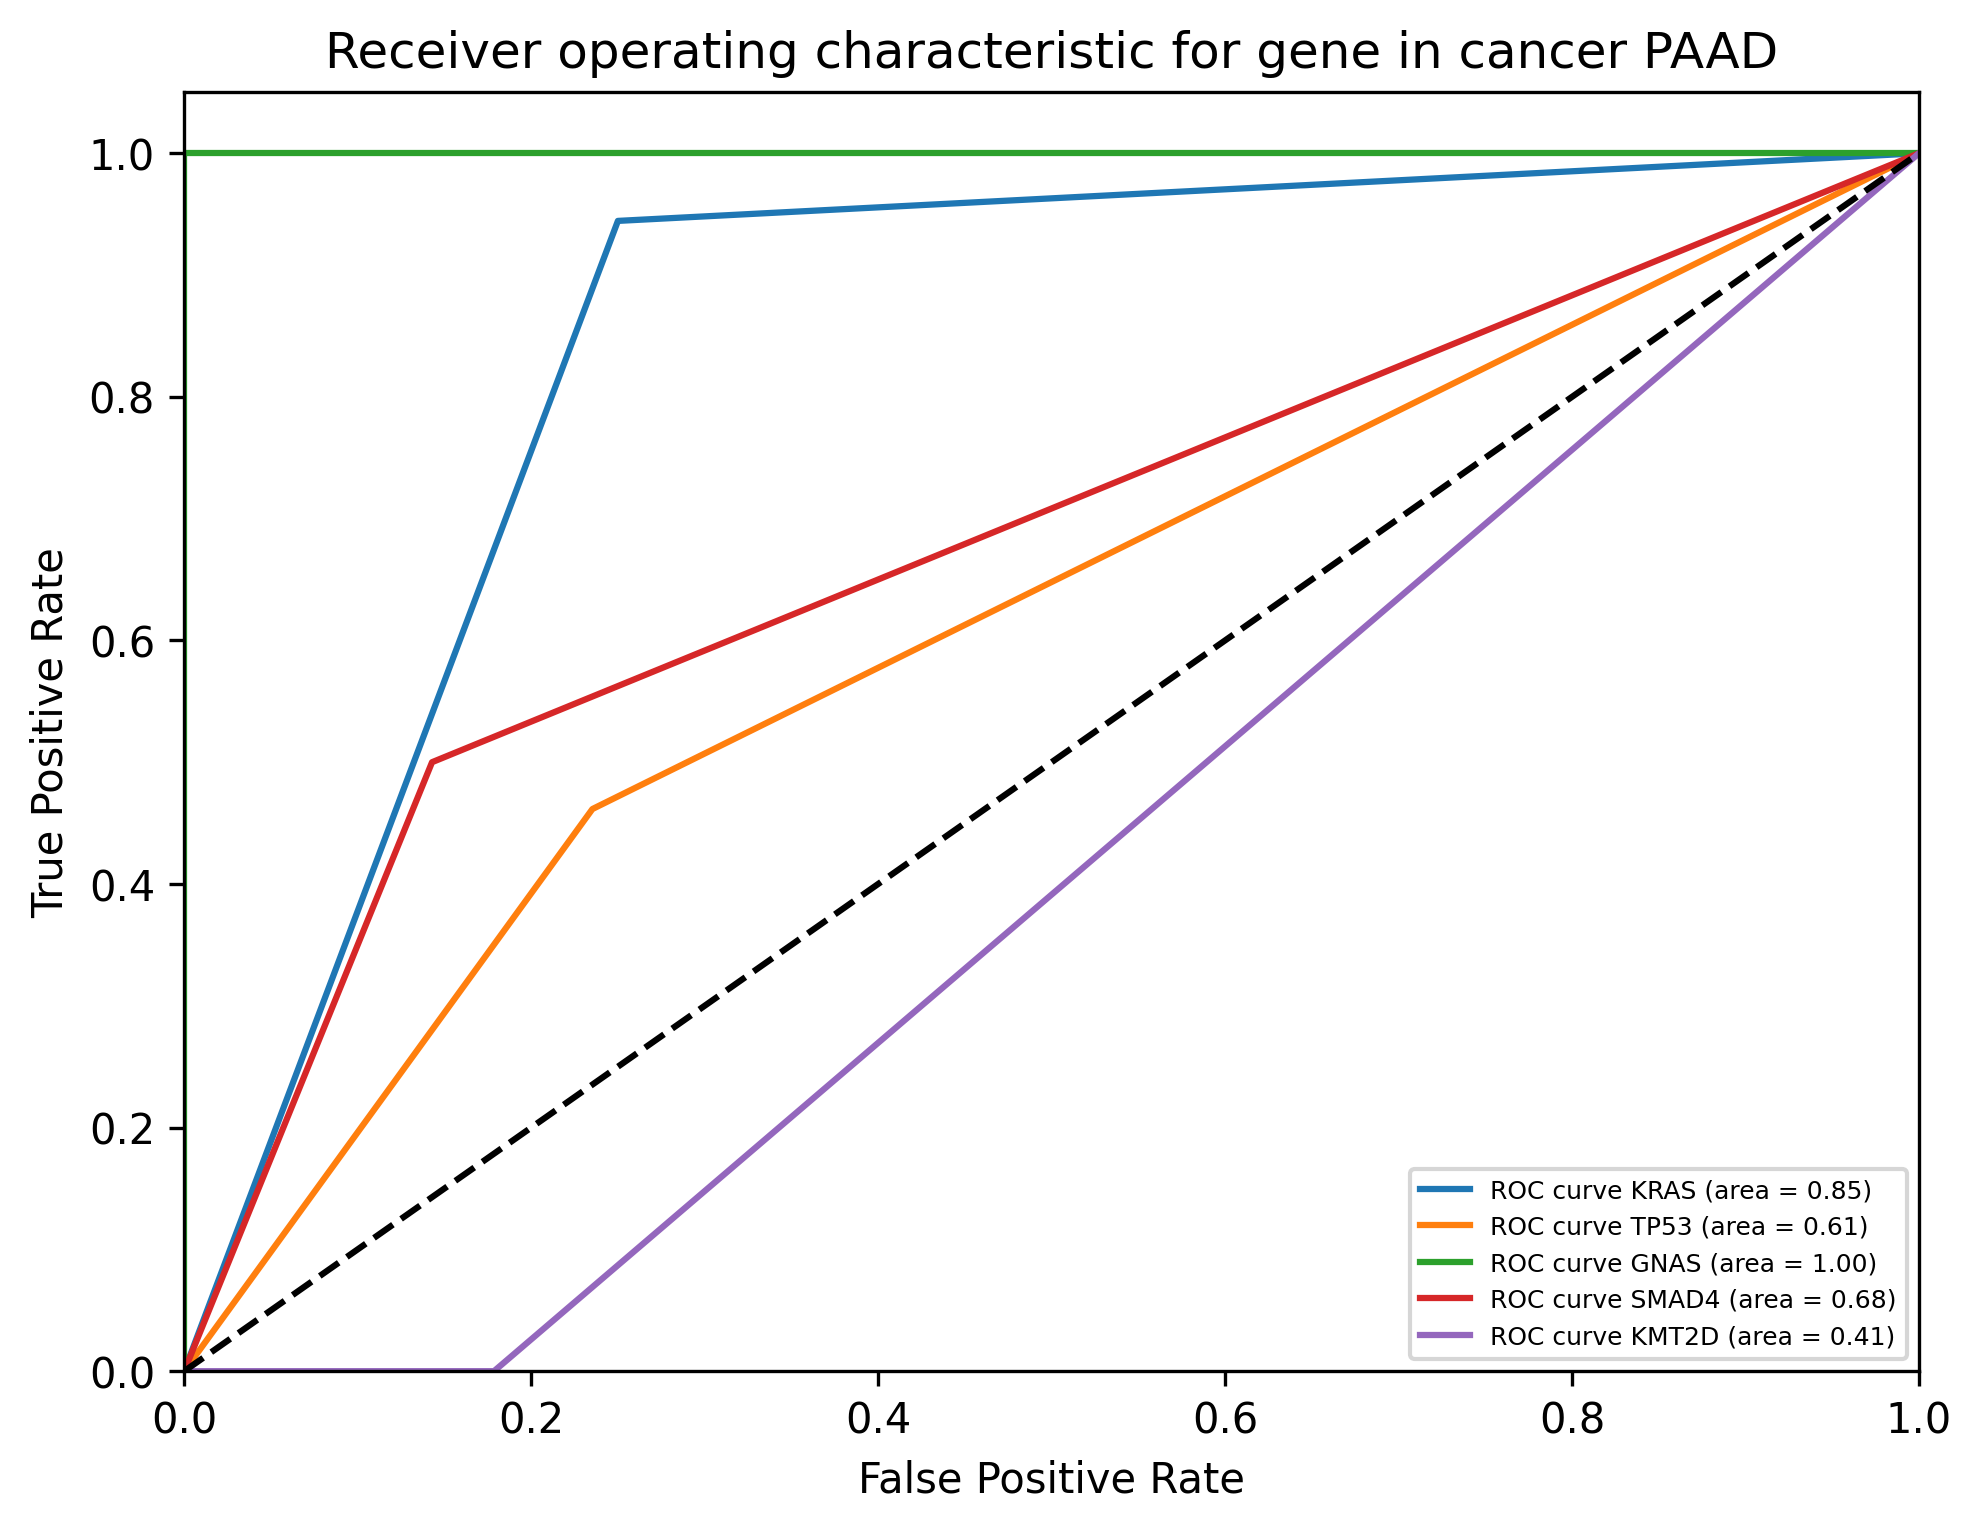 Receiver operating characteristic for gene in cancer PAAD
1.0
0.8
0.6
0.4
0.2
0.0
True Positive Rate
0.0 0.2 0.4 0.6 0.8 1.0
False Positive Rate
ROC curve KRAS (area = 0.85)
ROC curve TP53 (area = 0.61)
ROC curve GNAS (area = 1.00)
ROC curve SMAD4 (area = 0.68)
ROC curve KMT2D (area = 0.41)